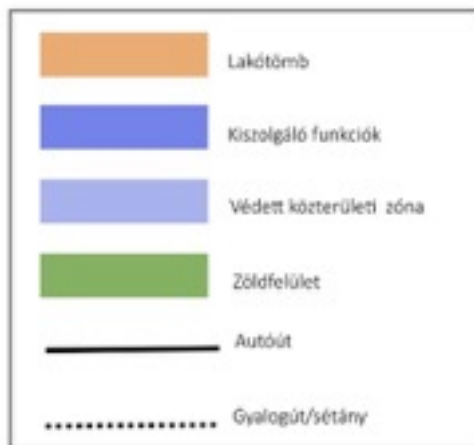 Lakótömb
Kiszolgáló funkciók
Védett közterületi zóna
Zöldfelület
Autóút
Gyalogút/sétány